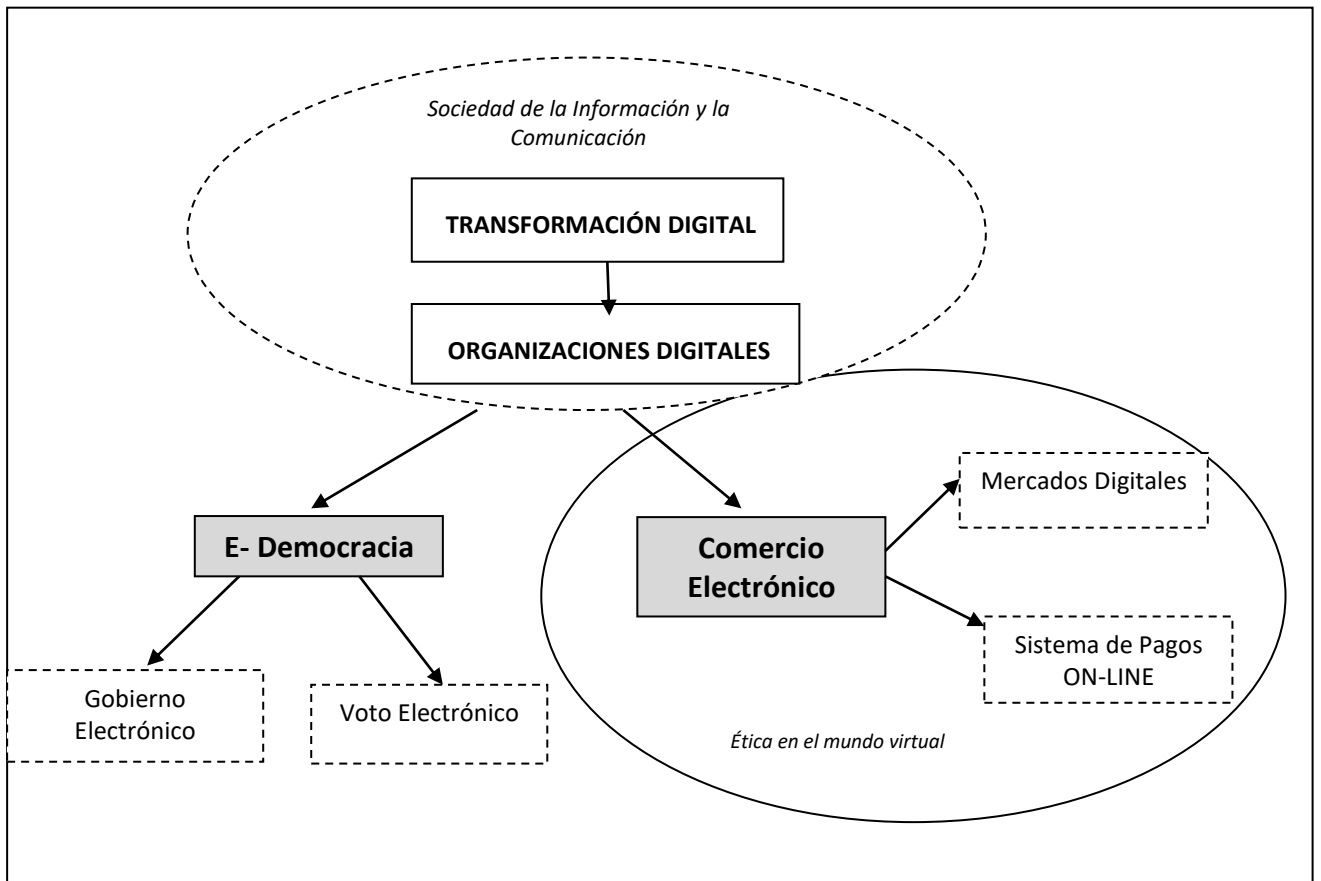 Sociedad de la Información y la
Comunicación
TRANSFORMACIÓN DIGITAL
ORGANIZACIONES DIGITALES
Mercados Digitales
E- Democracia
Comercio
Electrónico
Sistema de Pagos
ON-LINE
Gobierno
Electrónico
Voto Electrónico
Ética en el mundo virtual